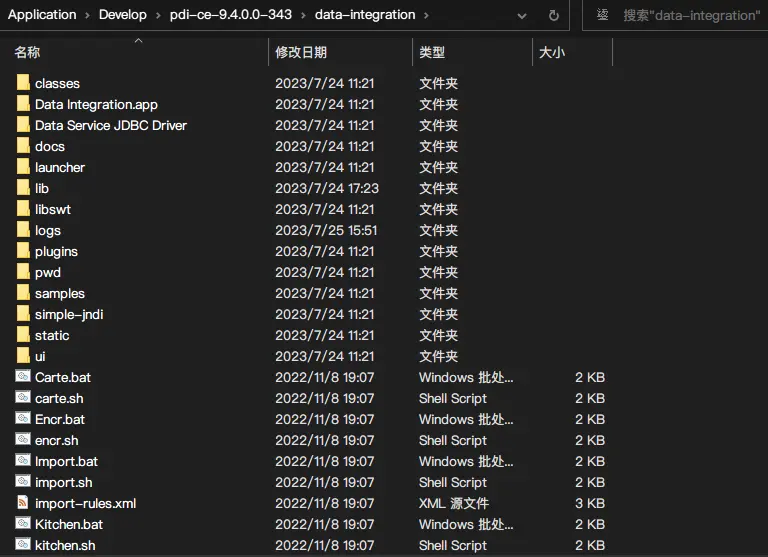 Application › Develop › pdi-ce-9.4.0.0-343 › data-integration › 搜索"data-integration"
名称 修改日期 类型 大小
classes 2023/7/24 11:21 文件夹
Data Integration.app 2023/7/24 11:21 文件夹
Data Service JDBC Driver 2023/7/24 11:21 文件夹
docs 2023/7/24 11:21 文件夹
launcher 2023/7/24 11:21 文件夹
lib 2023/7/24 17:23 文件夹
libswt 2023/7/24 11:21 文件夹
logs 2023/7/25 15:51 文件夹
plugins 2023/7/24 11:21 文件夹
pwd 2023/7/24 11:21 文件夹
samples 2023/7/24 11:21 文件夹
simple-jndi 2023/7/24 11:21 文件夹
static 2023/7/24 11:21 文件夹
ui 2023/7/24 11:21 文件夹
Carte.bat 2022/11/8 19:07 Windows 批处... 2 KB
carte.sh 2022/11/8 19:07 Shell Script 2 KB
Encr.bat 2022/11/8 19:07 Windows 批处... 2 KB
encr.sh 2022/11/8 19:07 Shell Script 2 KB
Import.bat 2022/11/8 19:07 Windows 批处... 2 KB
import.sh 2022/11/8 19:07 Shell Script 2 KB
import-rules.xml 2022/11/8 19:07 XML 源文件 3 KB
Kitchen.bat 2022/11/8 19:07 Windows 批处... 2 KB
kitchen.sh 2022/11/8 19:07 Shell Script 2 KB